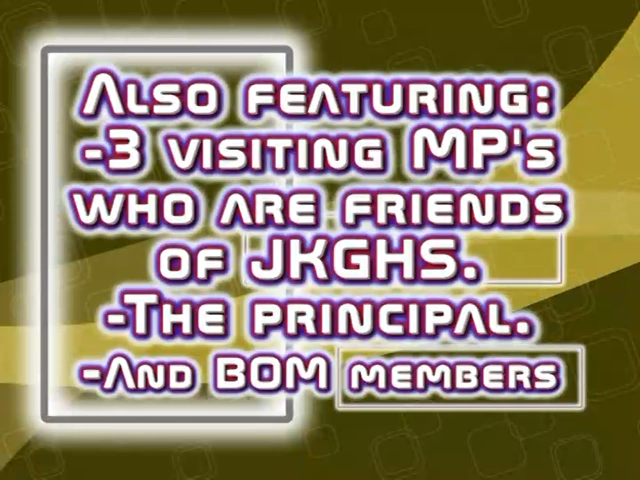 Also featuring:
-3 visiting MP's
who are friends
of JKGHS.
-The principal.
-And BOM members